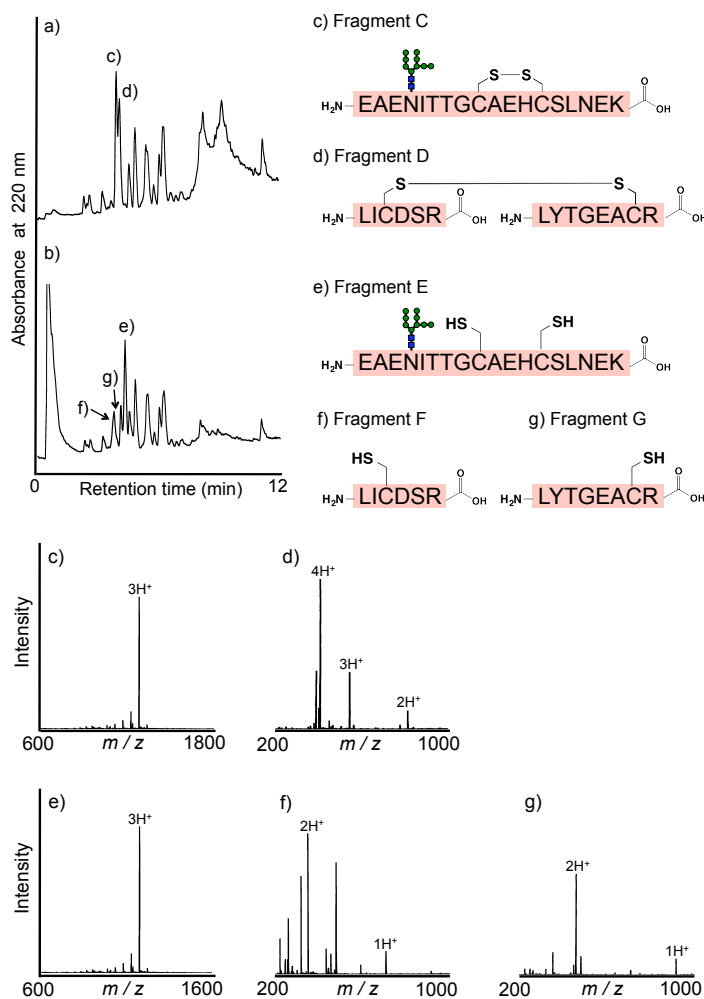 a)
c)
d)
b)
e)
g)
f)
Absorbance at 220 nm
0
Retention time (min)
12
c) Fragment C
S S
H₂N
EAENITTGCAEHCSLNEK
O
OH
d) Fragment D
S
S
H₂N
LICDSR
O
OH
H₂N
LYTGEACR
O
OH
e) Fragment E
HS
SH
H₂N
EAENITTGCAEHCSLNEK
O
OH
f) Fragment F
HS
H₂N
LICDSR
O
OH
g) Fragment G
SH
H₂N
LYTGEACR
O
OH
c)
3H⁺
Intensity
600
m / z
1800
d)
4H⁺
3H⁺
2H⁺
200
m / z
1000
e)
3H⁺
Intensity
600
m / z
1600
f)
2H⁺
1H⁺
200
m / z
1000
g)
2H⁺
1H⁺
200
m / z
1000